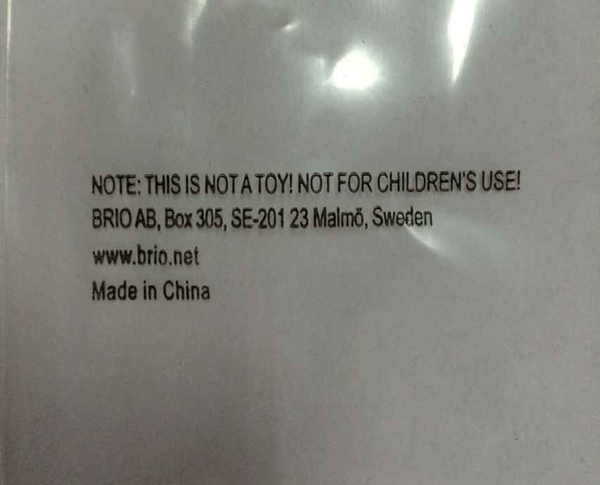 NOTE: THIS IS NOT A TOY! NOT FOR CHILDREN'S USE!
BRIO AB, Box 305, SE-201 23 Malmö, Sweden
www.brio.net
Made in China